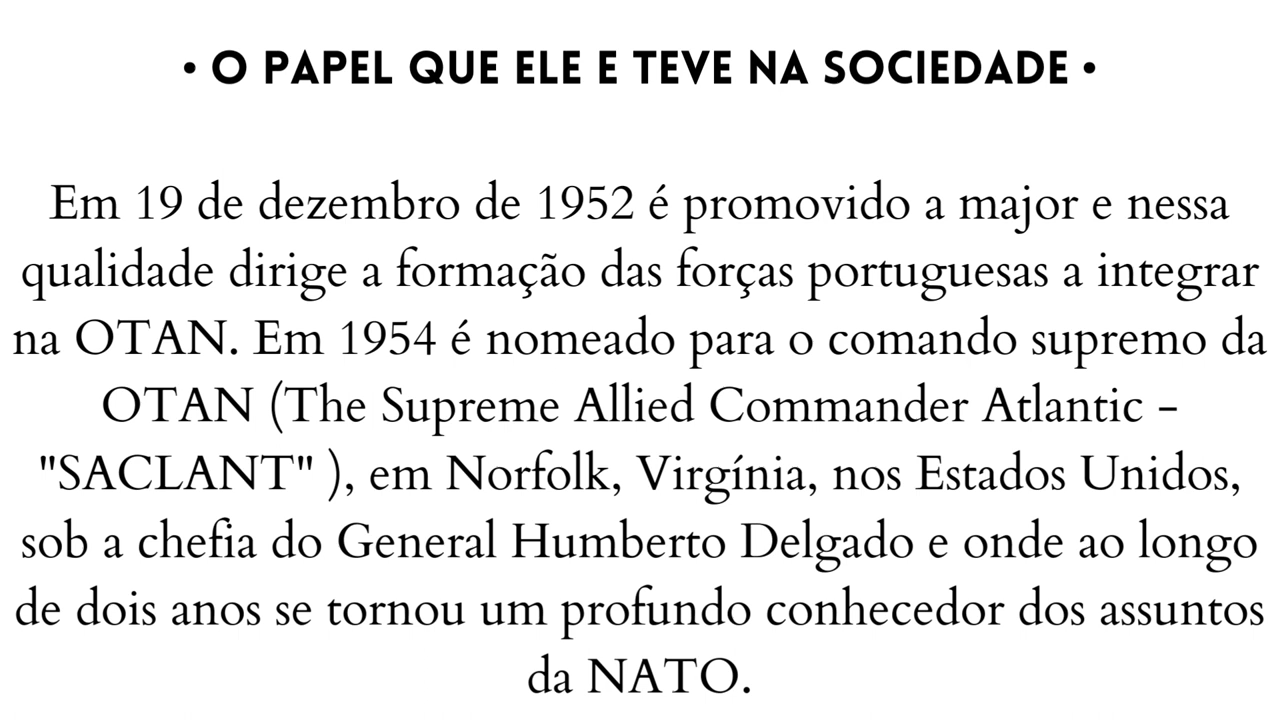 • O PAPEL QUE ELE E TEVE NA SOCIEDADE •
Em 19 de dezembro de 1952 é promovido a major e nessa
qualidade dirige a formação das forças portuguesas a integrar
na OTAN. Em 1954 é nomeado para o comando supremo da
OTAN (The Supreme Allied Commander Atlantic -
"SACLANT" ), em Norfolk, Virgínia, nos Estados Unidos,
sob a chefia do General Humberto Delgado e onde ao longo
de dois anos se tornou um profundo conhecedor dos assuntos
da NATO.